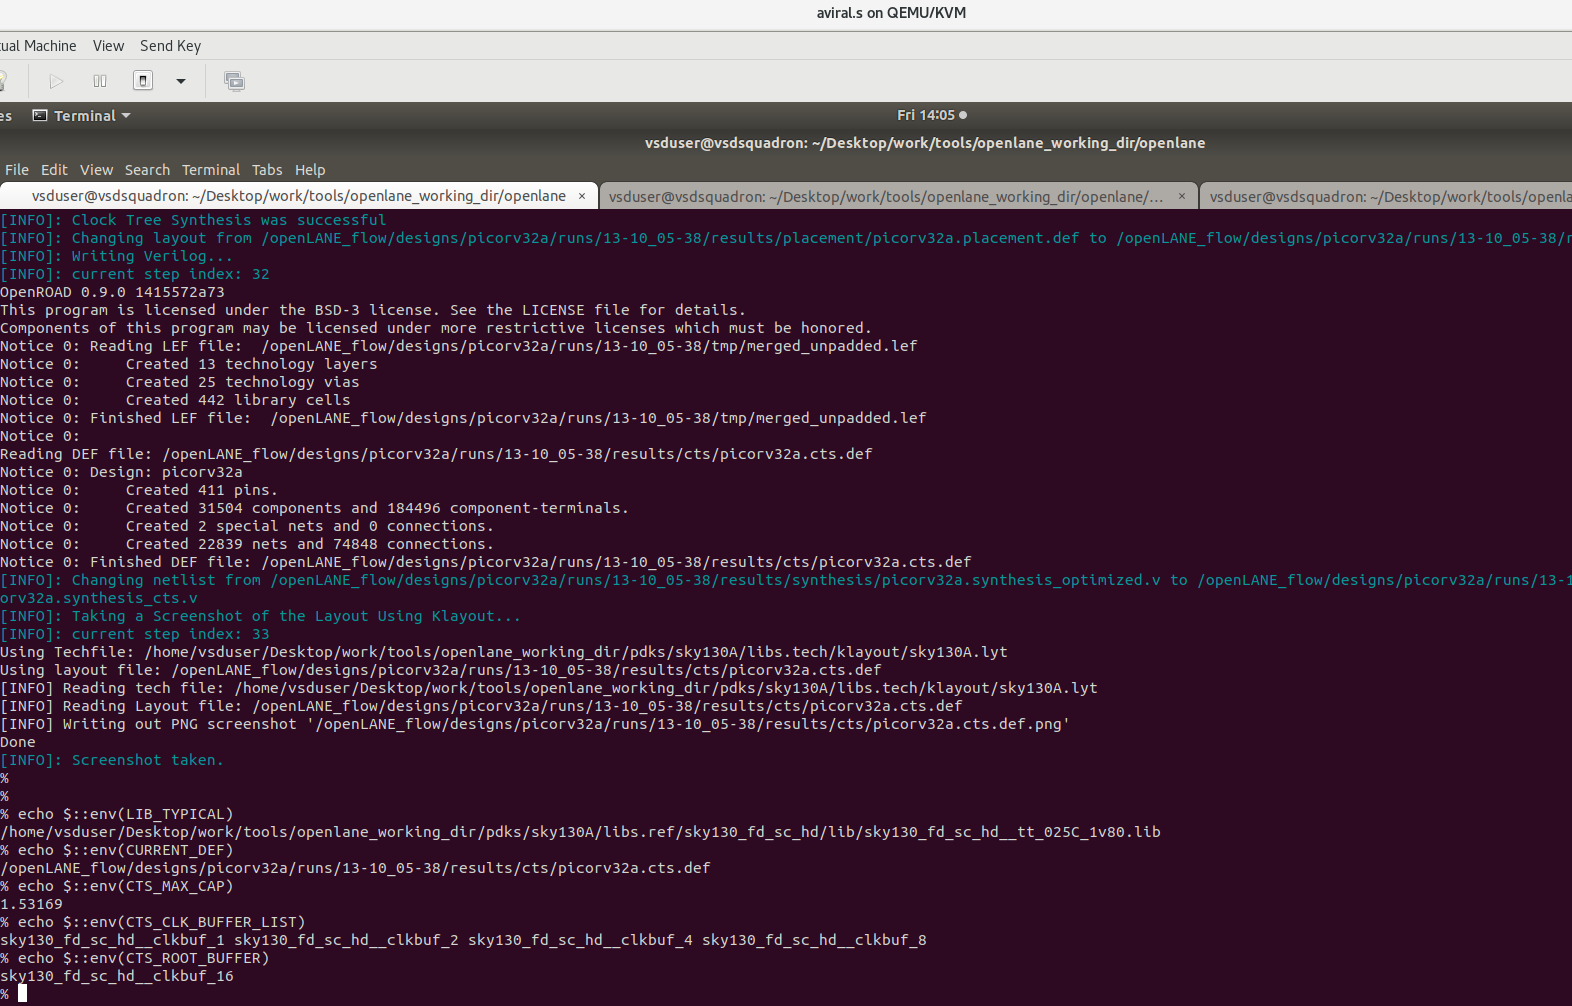 aviral.s on QEMU/KVM
tual Machine View Send Key
es Terminal Fri 14:05
vsduser@vsdsquadron: ~/Desktop/work/tools/openlane_working_dir/openlane
File Edit View Search Terminal Tabs Help
vsduser@vsdsquadron: ~/Desktop/work/tools/openlane_working_dir/openlane × vsduser@vsdsquadron: ~/Desktop/work/tools/openlane_working_dir/openlane/... × vsduser@vsdsquadron: ~/Desktop/work/tools/openla
[INFO]: Clock Tree Synthesis was successful
[INFO]: Changing layout from /openLANE_flow/designs/picorv32a/runs/13-10_05-38/results/placement/picorv32a.placement.def to /openLANE_flow/designs/picorv32a/runs/13-10_05-38/r
[INFO]: Writing Verilog...
[INFO]: current step index: 32
OpenROAD 0.9.0 1415572a73
This program is licensed under the BSD-3 license. See the LICENSE file for details.
Components of this program may be licensed under more restrictive licenses which must be honored.
Notice 0: Reading LEF file:  /openLANE_flow/designs/picorv32a/runs/13-10_05-38/tmp/merged_unpadded.lef
Notice 0:     Created 13 technology layers
Notice 0:     Created 25 technology vias
Notice 0:     Created 442 library cells
Notice 0: Finished LEF file:  /openLANE_flow/designs/picorv32a/runs/13-10_05-38/tmp/merged_unpadded.lef
Notice 0:
Reading DEF file: /openLANE_flow/designs/picorv32a/runs/13-10_05-38/results/cts/picorv32a.cts.def
Notice 0: Design: picorv32a
Notice 0:     Created 411 pins.
Notice 0:     Created 31504 components and 184496 component-terminals.
Notice 0:     Created 2 special nets and 0 connections.
Notice 0:     Created 22839 nets and 74848 connections.
Notice 0: Finished DEF file: /openLANE_flow/designs/picorv32a/runs/13-10_05-38/results/cts/picorv32a.cts.def
[INFO]: Changing netlist from /openLANE_flow/designs/picorv32a/runs/13-10_05-38/results/synthesis/picorv32a.synthesis_optimized.v to /openLANE_flow/designs/picorv32a/runs/13-1
orv32a.synthesis_cts.v
[INFO]: Taking a Screenshot of the Layout Using Klayout...
[INFO]: current step index: 33
Using Techfile: /home/vsduser/Desktop/work/tools/openlane_working_dir/pdks/sky130A/libs.tech/klayout/sky130A.lyt
Using layout file: /openLANE_flow/designs/picorv32a/runs/13-10_05-38/results/cts/picorv32a.cts.def
[INFO] Reading tech file: /home/vsduser/Desktop/work/tools/openlane_working_dir/pdks/sky130A/libs.tech/klayout/sky130A.lyt
[INFO] Reading Layout file: /openLANE_flow/designs/picorv32a/runs/13-10_05-38/results/cts/picorv32a.cts.def
[INFO] Writing out PNG screenshot '/openLANE_flow/designs/picorv32a/runs/13-10_05-38/results/cts/picorv32a.cts.def.png'
Done
[INFO]: Screenshot taken.
%
%
% echo $::env(LIB_TYPICAL)
/home/vsduser/Desktop/work/tools/openlane_working_dir/pdks/sky130A/libs.ref/sky130_fd_sc_hd/lib/sky130_fd_sc_hd__tt_025C_1v80.lib
% echo $::env(CURRENT_DEF)
/openLANE_flow/designs/picorv32a/runs/13-10_05-38/results/cts/picorv32a.cts.def
% echo $::env(CTS_MAX_CAP)
1.53169
% echo $::env(CTS_CLK_BUFFER_LIST)
sky130_fd_sc_hd__clkbuf_1 sky130_fd_sc_hd__clkbuf_2 sky130_fd_sc_hd__clkbuf_4 sky130_fd_sc_hd__clkbuf_8
% echo $::env(CTS_ROOT_BUFFER)
sky130_fd_sc_hd__clkbuf_16
%